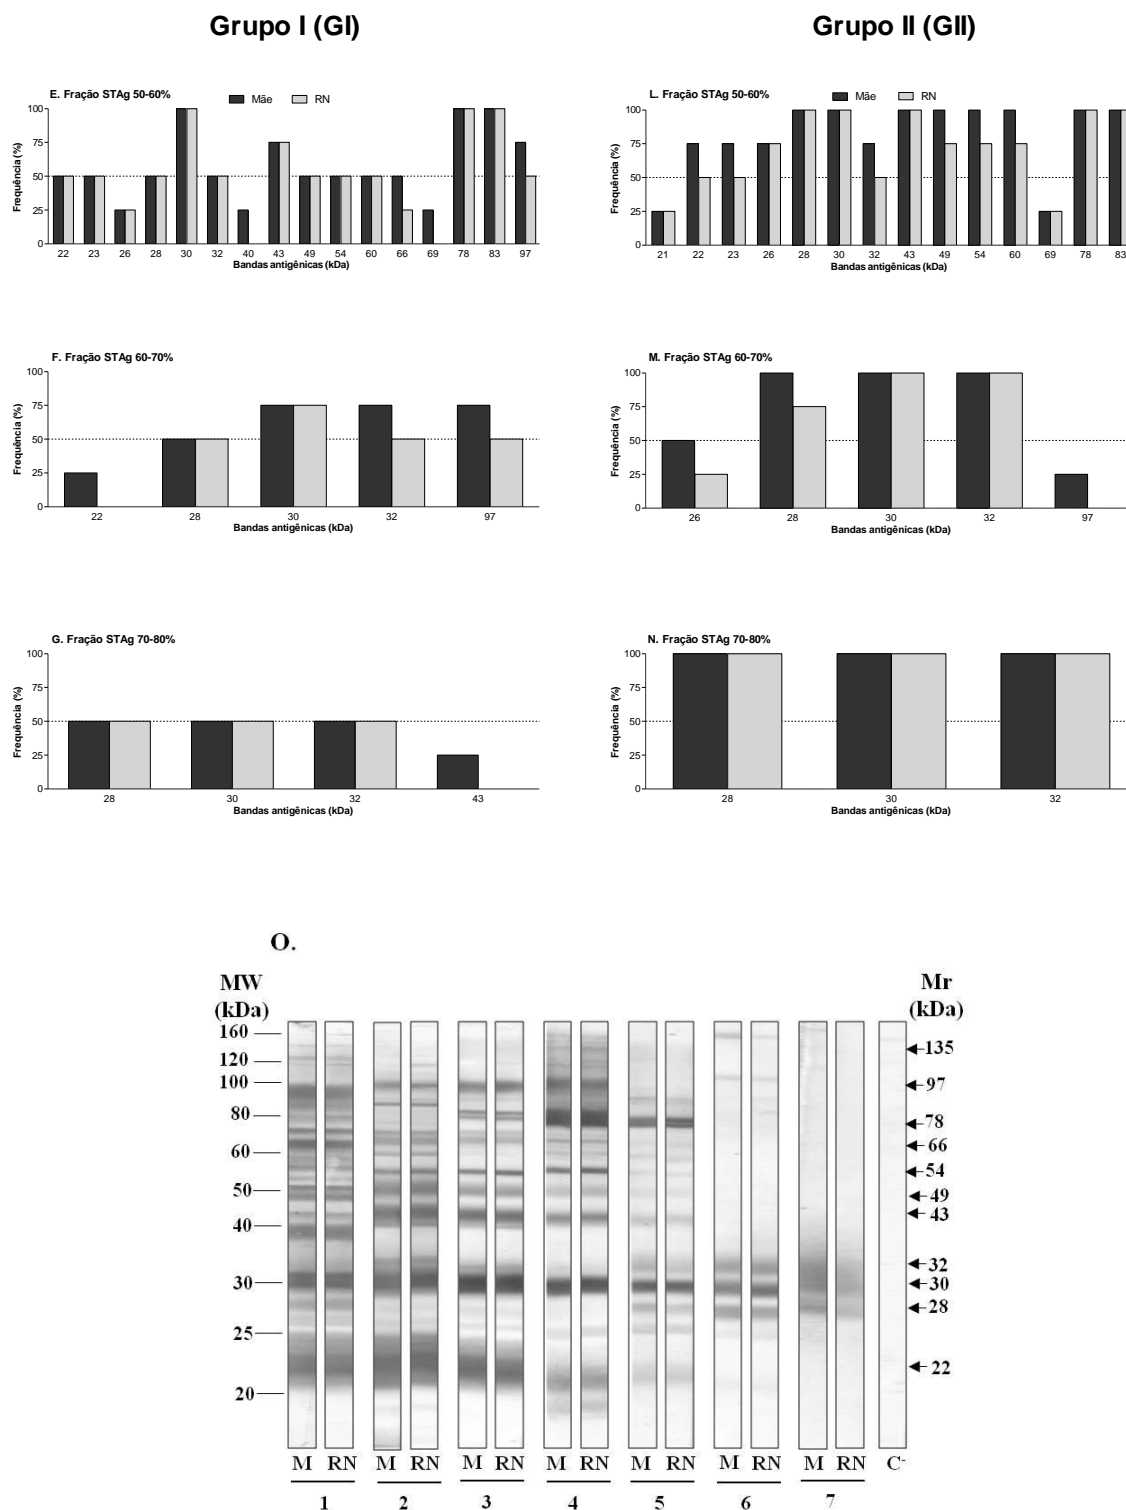 Grupo I (GI)
Grupo II (GII)
E. Fração STAg 50-60%
Mãe
RN
Frequência (%)
100
75
50
25
0
22 23 26 28 30 32 40 43 49 54 60 66 69 78 83 97
Bandas antigênicas (kDa)
L. Fração STAg 50-60%
Mãe
RN
Frequência (%)
100
75
50
25
0
21 22 23 26 28 30 32 43 49 54 60 69 78 83
Bandas antigênicas (kDa)
F. Fração STAg 60-70%
Frequência (%)
100
75
50
25
0
22 28 30 32 97
Bandas antigênicas (kDa)
M. Fração STAg 60-70%
Frequência (%)
100
75
50
25
0
26 28 30 32 97
Bandas antigênicas (kDa)
G. Fração STAg 70-80%
Frequência (%)
100
75
50
25
0
28 30 32 43
Bandas antigênicas (kDa)
N. Fração STAg 70-80%
Frequência (%)
100
75
50
25
0
28 30 32
Bandas antigênicas (kDa)
O.
MW
(kDa)
160
120
100
80
60
50
40
30
25
20
Mr
(kDa)
135
97
78
66
54
49
43
32
30
28
22
M RN M RN M RN M RN M RN M RN M RN C-
1 2 3 4 5 6 7